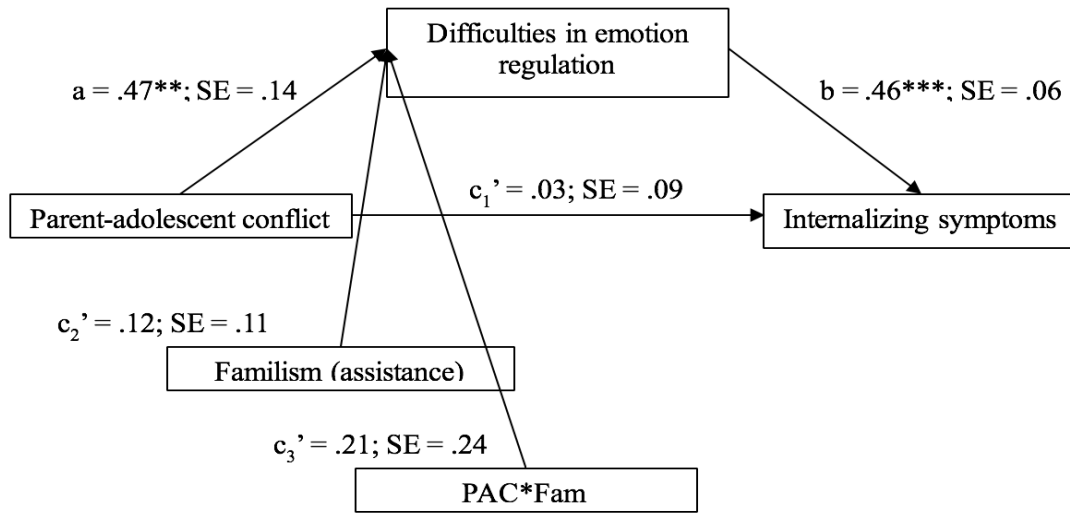 Difficulties in emotion
regulation
a = .47**; SE = .14
b = .46***; SE = .06
c₁’ = .03; SE = .09
Parent-adolescent conflict
Internalizing symptoms
c₂’ = .12; SE = .11
Familism (assistance)
c₃’ = .21; SE = .24
PAC*Fam